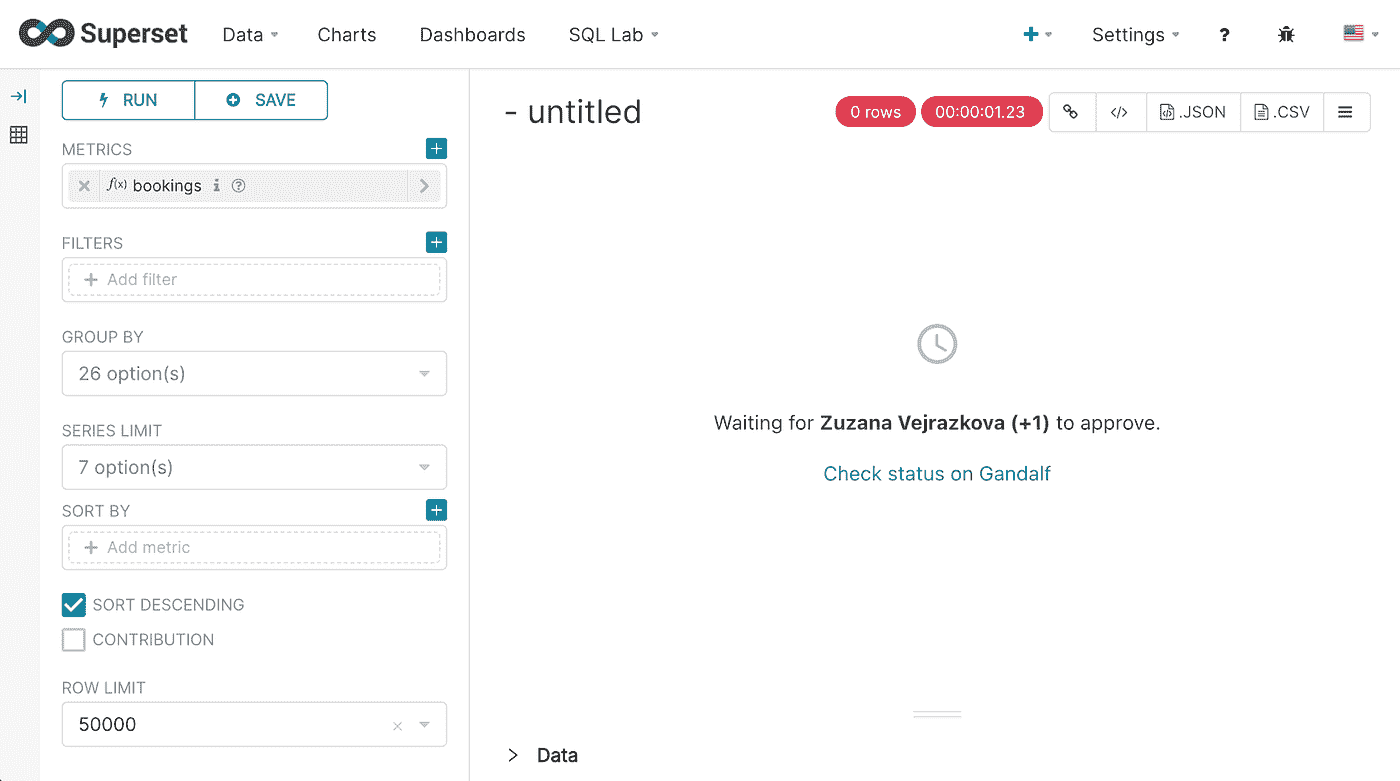 Superset Data Charts Dashboards SQL Lab Settings ?
RUN SAVE
- untitled
0 rows 00:00:01.23 </> .JSON .CSV
METRICS
f(x) bookings i ?
FILTERS
Add filter
GROUP BY
26 option(s)
SERIES LIMIT
7 option(s)
SORT BY
Add metric
SORT DESCENDING
CONTRIBUTION
ROW LIMIT
50000
Waiting for Zuzana Vejrazkova (+1) to approve.
Check status on Gandalf
Data